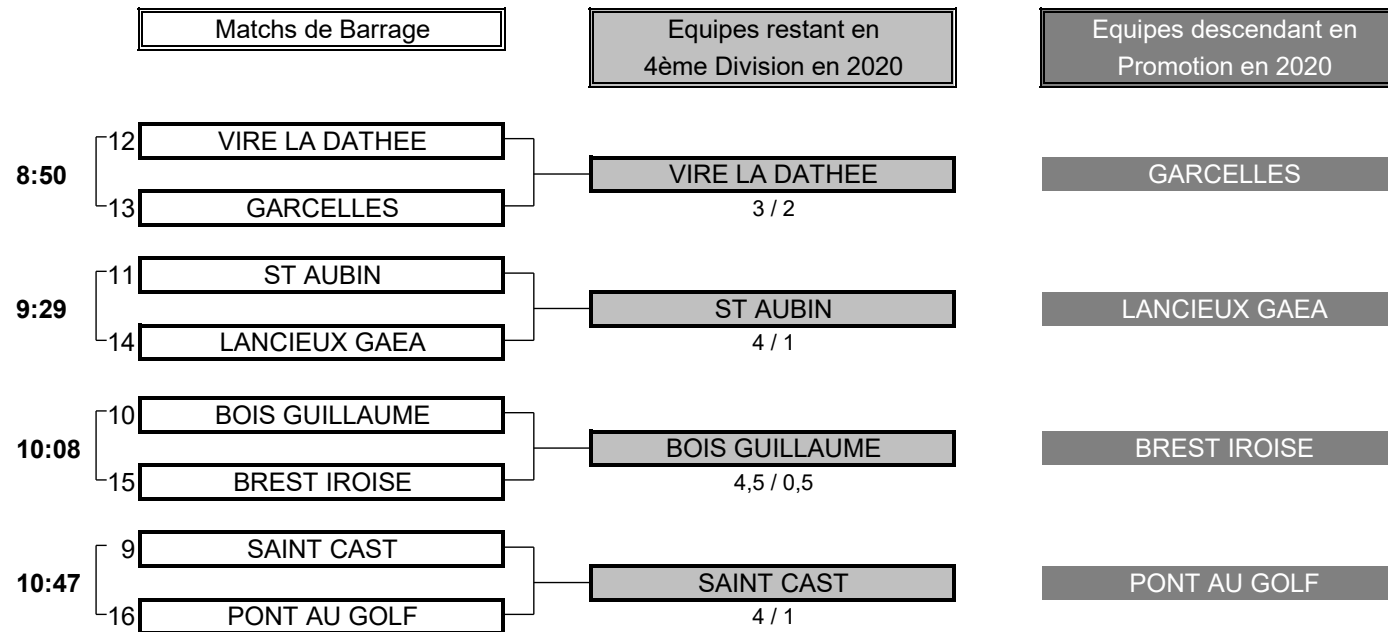 Matchs de Barrage
Equipes restant en
4ème Division en 2020
Equipes descendant en
Promotion en 2020
12 VIRE LA DATHEE
8:50 VIRE LA DATHEE GARCELLES
13 GARCELLES 3 / 2
11 ST AUBIN
9:29 ST AUBIN LANCIEUX GAEA
14 LANCIEUX GAEA 4 / 1
10 BOIS GUILLAUME
10:08 BOIS GUILLAUME BREST IROISE
15 BREST IROISE 4,5 / 0,5
9 SAINT CAST
10:47 SAINT CAST PONT AU GOLF
16 PONT AU GOLF 4 / 1